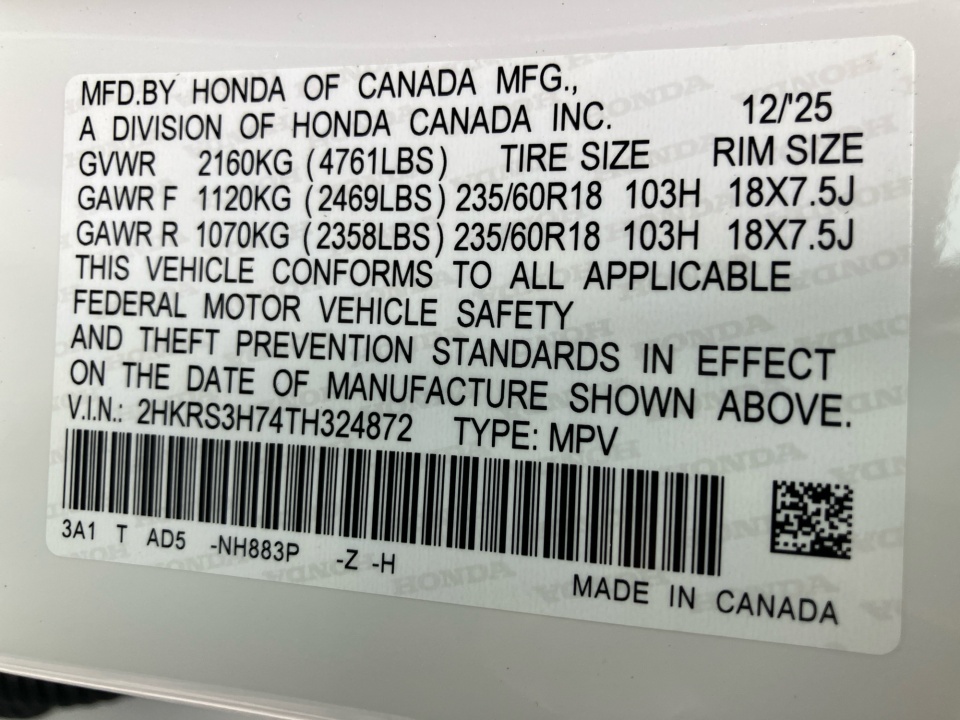 MFD.BY HONDA OF CANADA MFG.,
A DIVISION OF HONDA CANADA INC. 12/'25
GVWR 2160KG (4761LBS) TIRE SIZE RIM SIZE
GAWR F 1120KG (2469LBS) 235/60R18 103H 18X7.5J
GAWR R 1070KG (2358LBS) 235/60R18 103H 18X7.5J
THIS VEHICLE CONFORMS TO ALL APPLICABLE
FEDERAL MOTOR VEHICLE SAFETY
AND THEFT PREVENTION STANDARDS IN EFFECT
ON THE DATE OF MANUFACTURE SHOWN ABOVE.
V.I.N.: 2HKRS3H74TH324872 TYPE: MPV
3A1 T AD5 -NH883P -Z -H
MADE IN CANADA